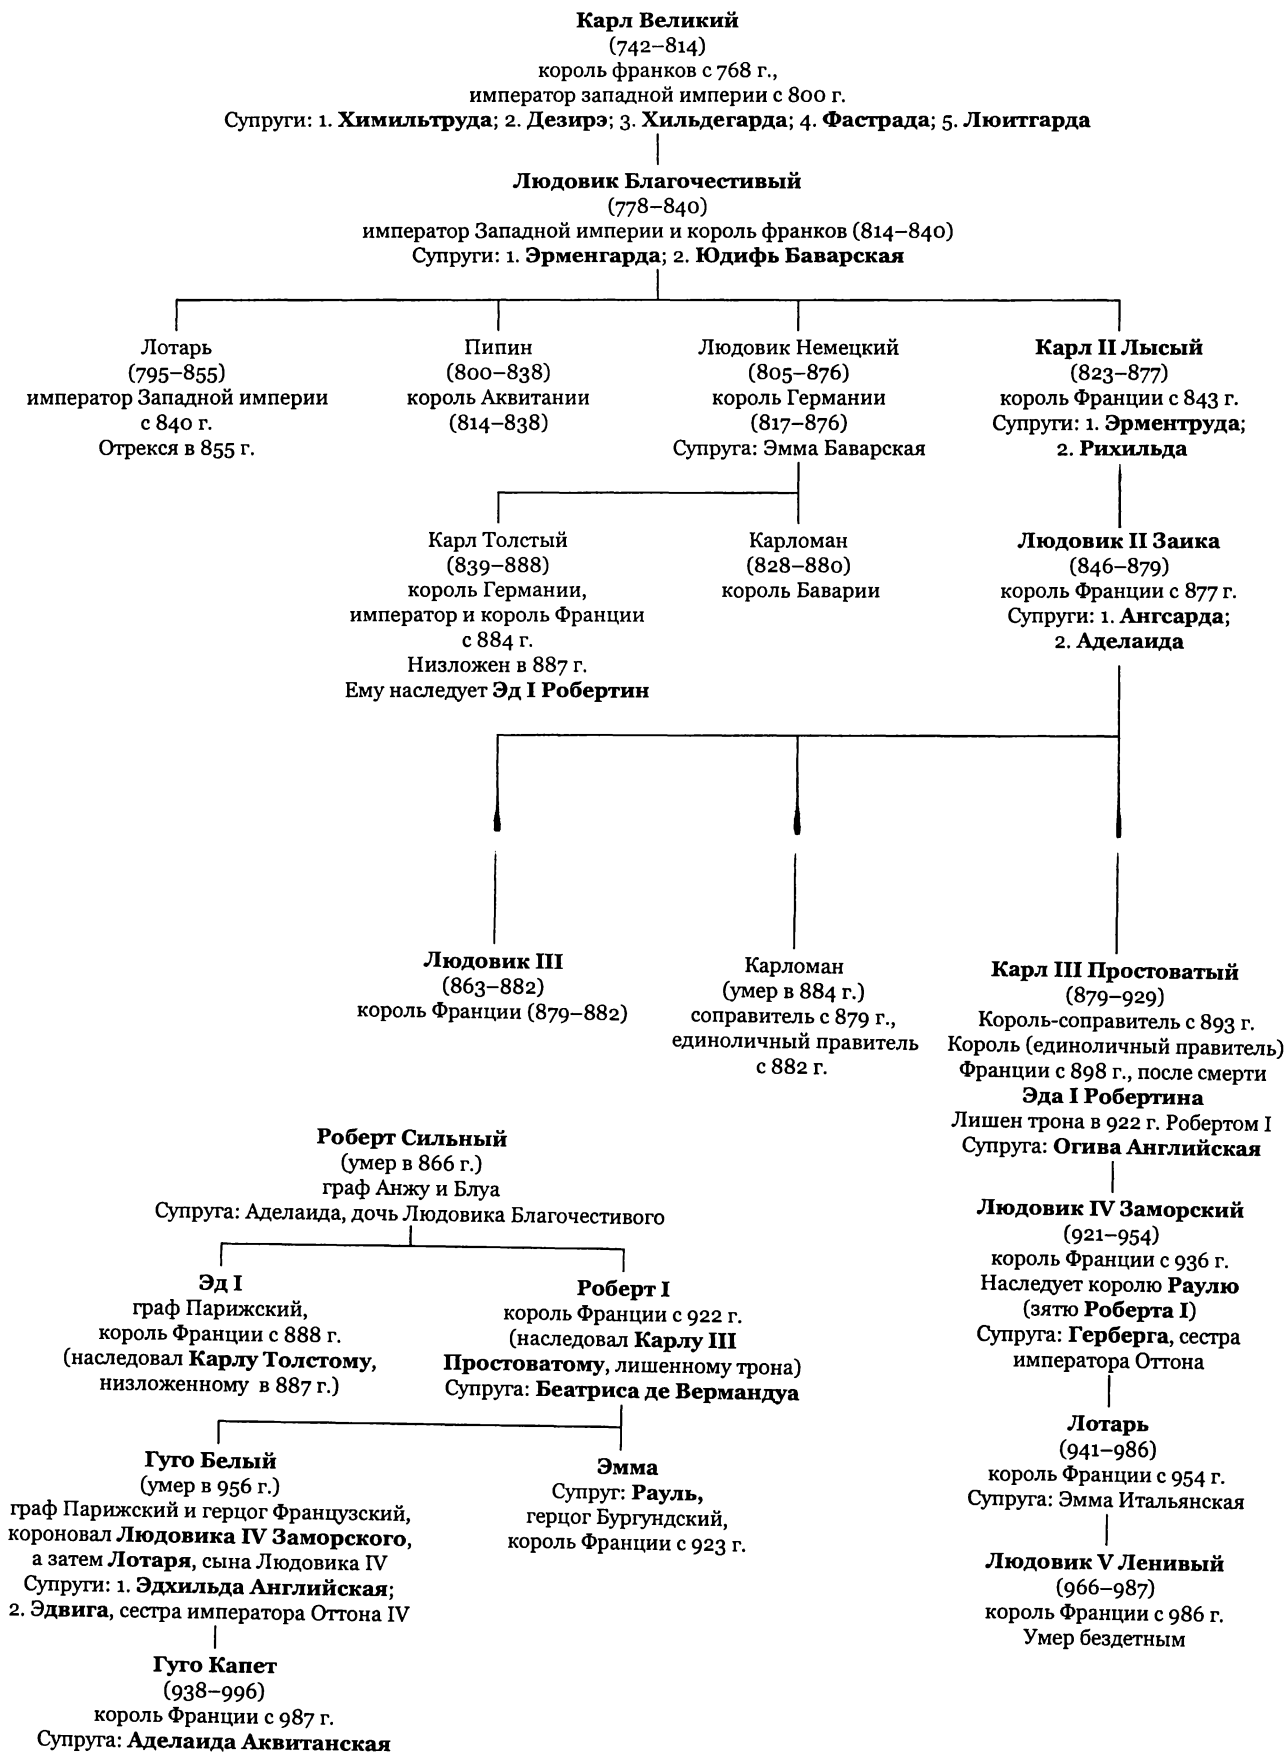 Карл Великий
(742–814)
король франков с 768 г.,
император западной империи с 800 г.
Супруги: 1. Химильтруда; 2. Дезирэ; 3. Хильдегарда; 4. Фастрада; 5. Люитгарда
Людовик Благочестивый
(778–840)
император Западной империи и король франков (814–840)
Супруги: 1. Эрменгарда; 2. Юдифь Баварская
Лотарь
(795–855)
император Западной империи
с 840 г.
Отрекся в 855 г.
Пипин
(800–838)
король Аквитании
(814–838)
Людовик Немецкий
(805–876)
король Германии
(817–876)
Супруга: Эмма Баварская
Карл II Лысый
(823–877)
король Франции с 843 г.
Супруги: 1. Эрментруда;
2. Рихильда
Карл Толстый
(839–888)
король Германии,
император и король Франции
с 884 г.
Низложен в 887 г.
Ему наследует Эд I Робертин
Карломан
(828–880)
король Баварии
Людовик II Заика
(846–879)
король Франции с 877 г.
Супруги: 1. Ансгарда;
2. Аделаида
Людовик III
(863–882)
король Франции (879–882)
Карломан
(умер в 884 г.)
соправитель с 879 г.,
единоличный правитель
с 882 г.
Карл III Простоватый
(879–929)
Король-соправитель с 893 г.
Король (единоличный правитель)
Франции с 898 г., после смерти
Эда I Робертина
Лишен трона в 922 г. Робертом I
Супруга: Огива Английская
Роберт Сильный
(умер в 866 г.)
граф Анжу и Блуа
Супруга: Аделаида, дочь Людовика Благочестивого
Эд I
граф Парижский,
король Франции с 888 г.
(наследовал Карлу Толстому,
низложенному в 887 г.)
Роберт I
король Франции с 922 г.
(наследовал Карлу III
Простоватому, лишенному трона)
Супруга: Беатриса де Вермандуа
Людовик IV Заморский
(921–954)
король Франции с 936 г.
Наследует королю Раулю
(зятю Роберта I)
Супруга: Герберга, сестра
императора Оттона
Гуго Белый
(умер в 956 г.)
граф Парижский и герцог Французский,
короновал Людовика IV Заморского,
а затем Лотаря, сына Людовика IV
Супруги: 1. Эдхильда Английская;
2. Эдвига, сестра императора Оттона IV
Эмма
Супруг: Рауль,
герцог Бургундский,
король Франции с 923 г.
Лотарь
(941–986)
король Франции с 954 г.
Супруга: Эмма Итальянская
Людовик V Ленивый
(966–987)
король Франции с 986 г.
Умер бездетным
Гуго Капет
(938–996)
король Франции с 987 г.
Супруга: Аделаида Аквитанская